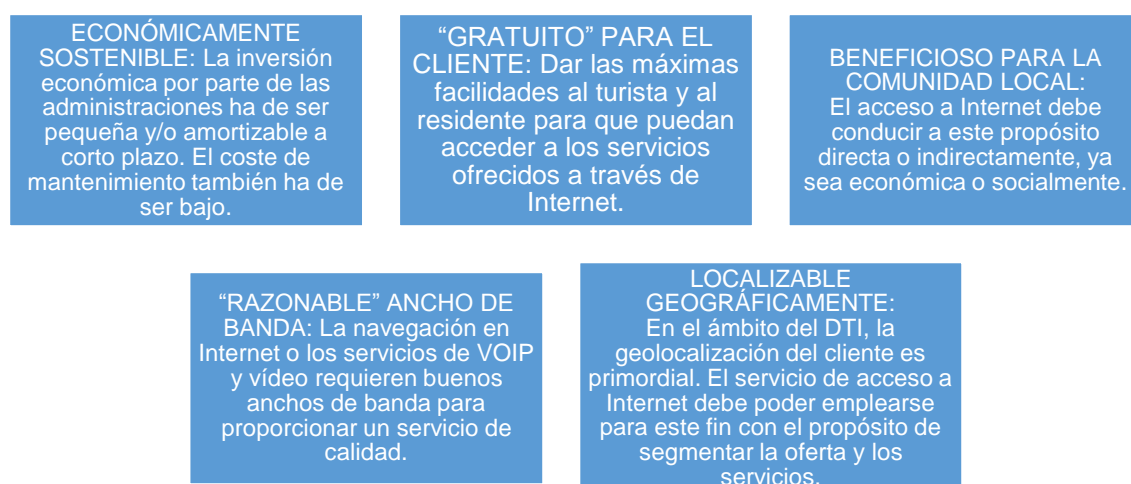 ECONÓMICAMENTE
SOSTENIBLE: La inversión
económica por parte de las
administraciones ha de ser
pequeña y/o amortizable a
corto plazo. El coste de
mantenimiento también ha de
ser bajo.
“GRATUITO” PARA EL
CLIENTE: Dar las máximas
facilidades al turista y al
residente para que puedan
acceder a los servicios
ofrecidos a través de
Internet.
BENEFICIOSO PARA LA
COMUNIDAD LOCAL:
El acceso a Internet debe
conducir a este propósito
directa o indirectamente, ya
sea económica o socialmente.
“RAZONABLE” ANCHO DE
BANDA: La navegación en
Internet o los servicios de VOIP
y vídeo requieren buenos
anchos de banda para
proporcionar un servicio de
calidad.
LOCALIZABLE
GEOGRÁFICAMENTE:
En el ámbito del DTI, la
geolocalización del cliente es
primordial. El servicio de acceso a
Internet debe poder emplearse
para este fin con el propósito de
segmentar la oferta y los
servicios.